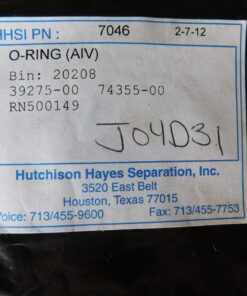 HHSI PN : 7046 2-7-12
O-RING (AIV)
Bin: 20208
39275-00 74355-00
RN500149
J04D31
Hutchison Hayes Separation, Inc.
3520 East Belt
Houston, Texas 77015
Voice: 713/455-9600 Fax: 713/455-7753